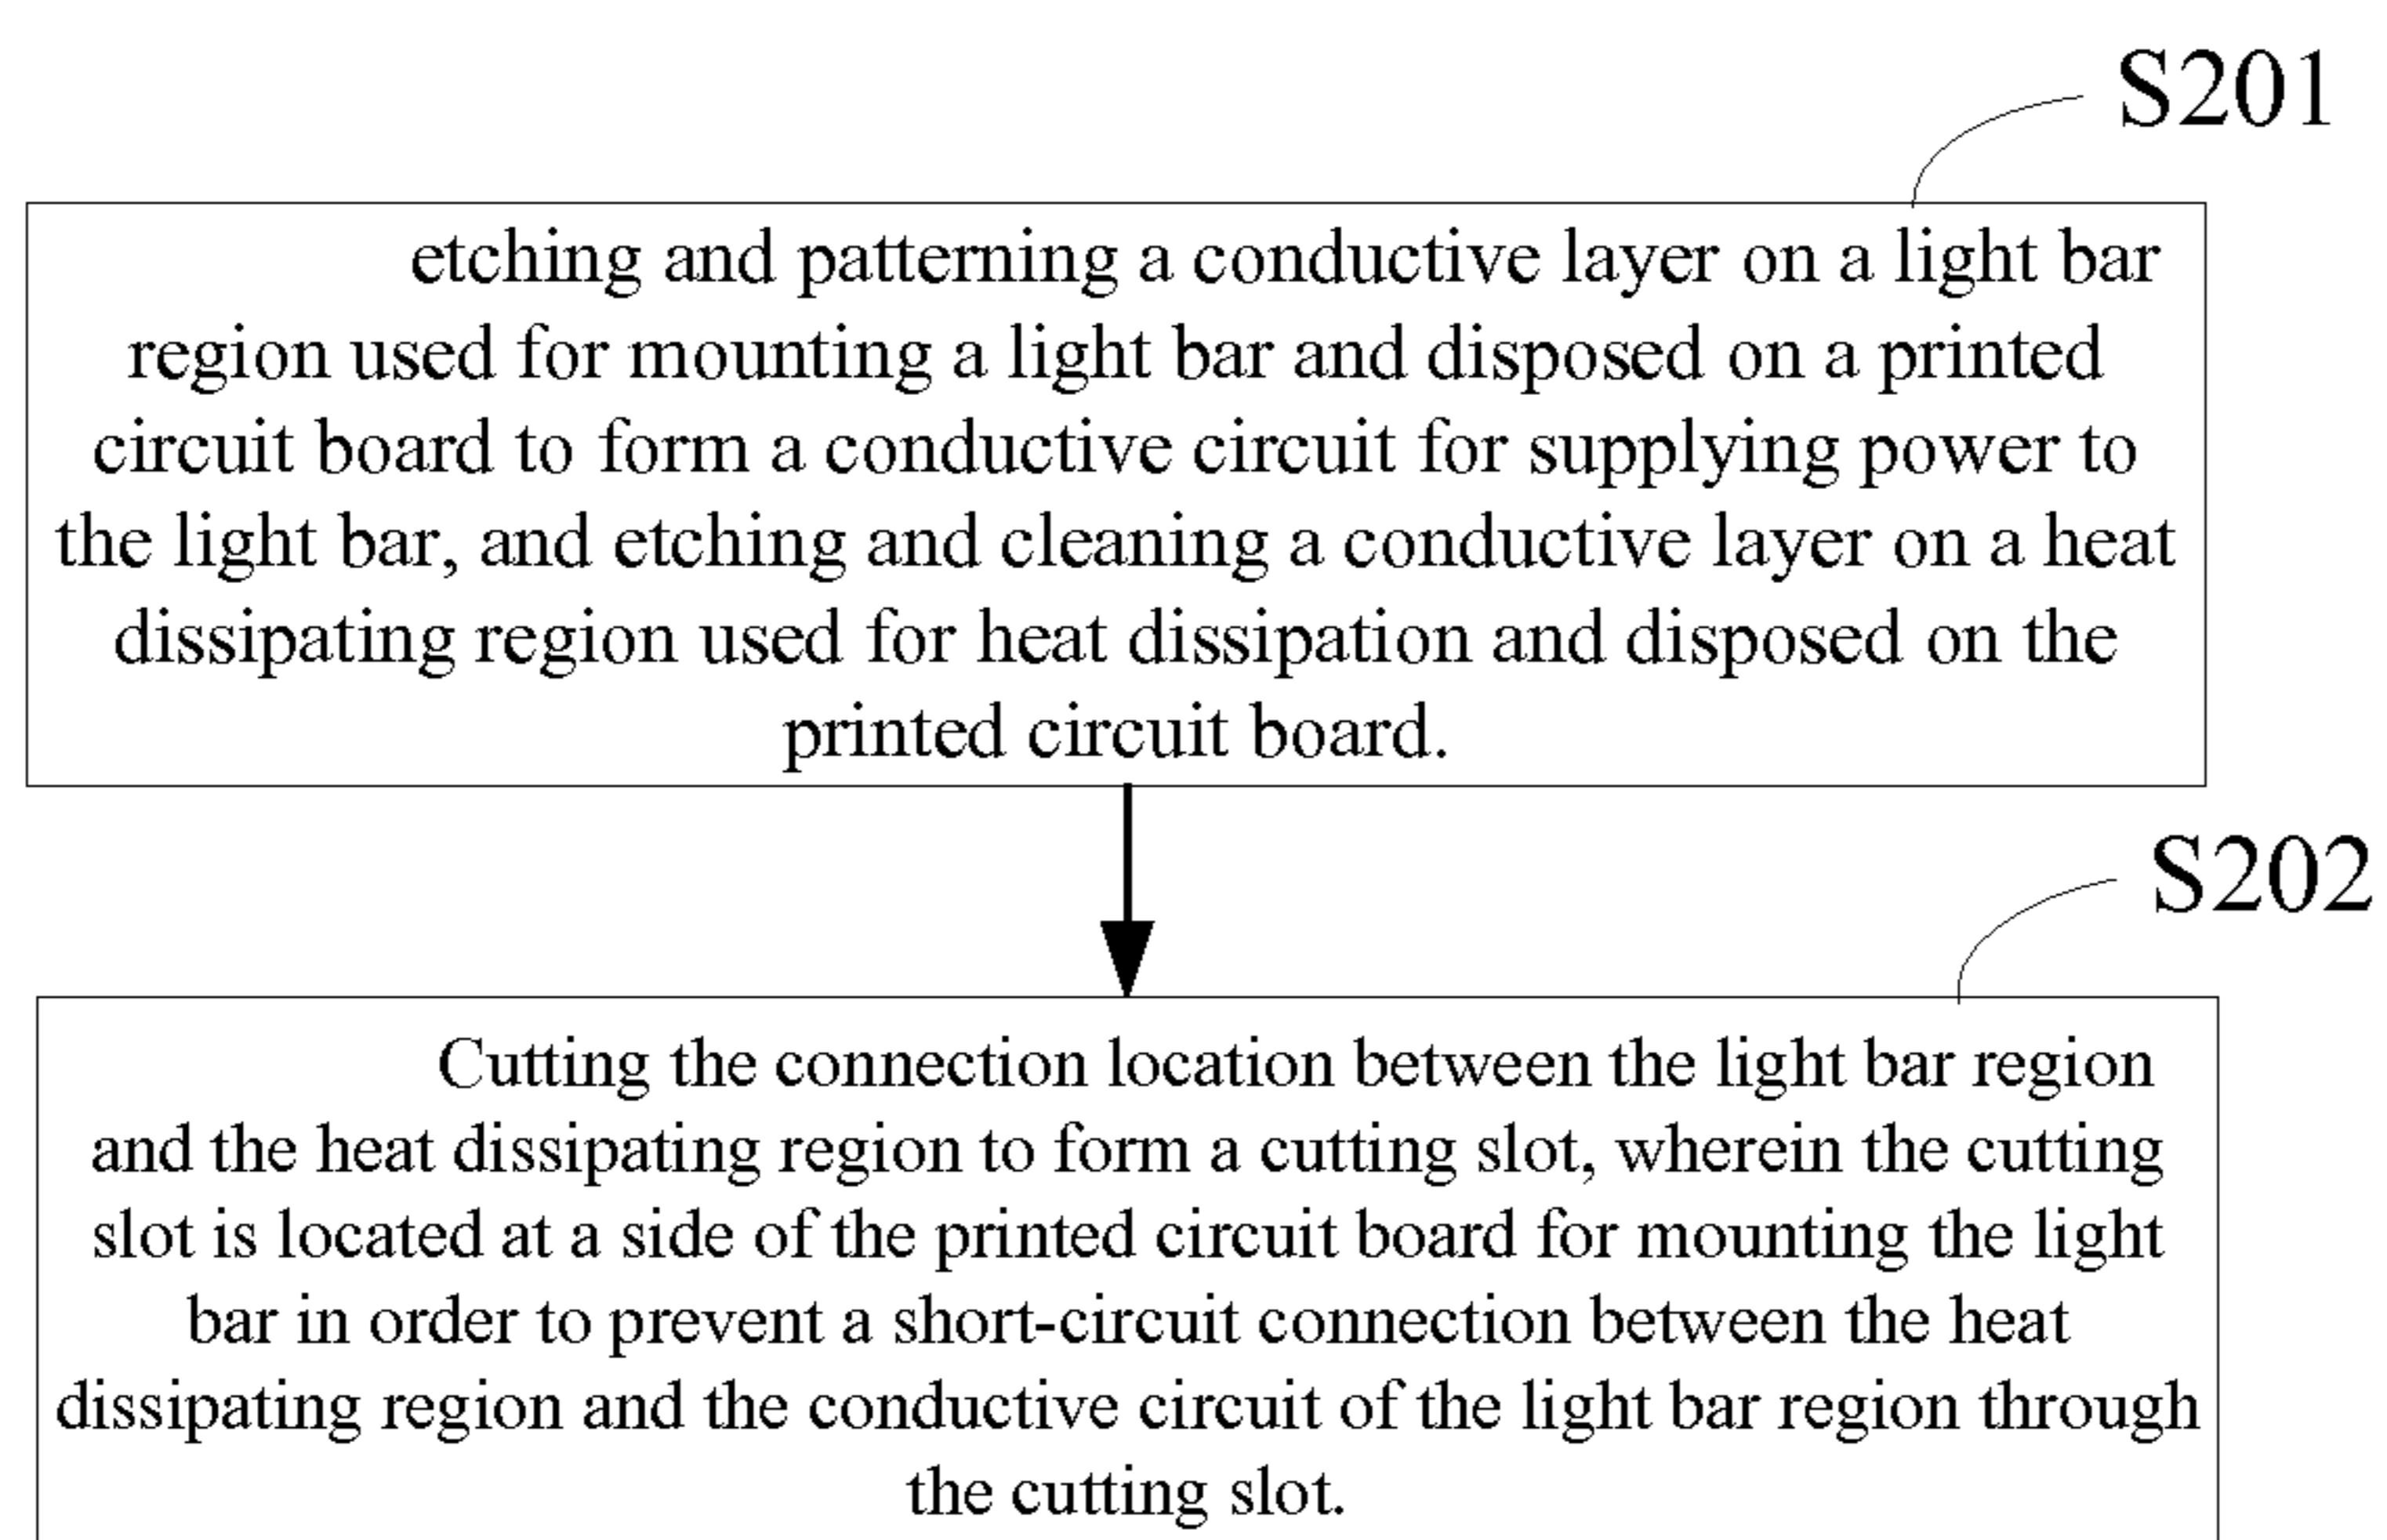 S201
etching and patterning a conductive layer on a light bar
region used for mounting a light bar and disposed on a printed
circuit board to form a conductive circuit for supplying power to
the light bar, and etching and cleaning a conductive layer on a heat
dissipating region used for heat dissipation and disposed on the
printed circuit board.
S202
Cutting the connection location between the light bar region
and the heat dissipating region to form a cutting slot, wherein the cutting
slot is located at a side of the printed circuit board for mounting the light
bar in order to prevent a short-circuit connection between the heat
dissipating region and the conductive circuit of the light bar region through
the cutting slot.